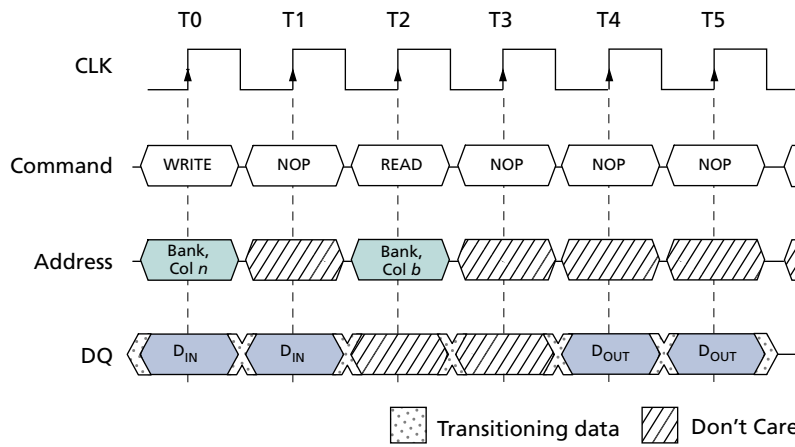 T0 T1 T2 T3 T4 T5
CLK
Command WRITE NOP READ NOP NOP NOP
Address Bank, Col n Bank, Col b
DQ DIN DIN DOUT DOUT
Transitioning data Don't Care